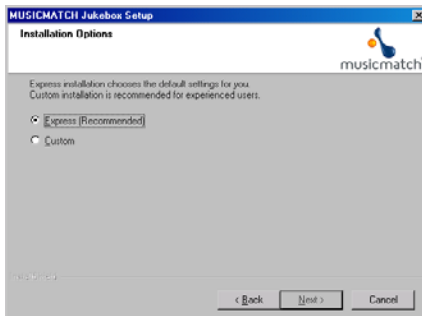 MUSICMATCH Jukebox Setup
Installation Options
musicmatch
Express installation chooses the default settings for you.
Custom installation is recommended for experienced users.
Express (Recommended)
Custom
< Back
Next >
Cancel